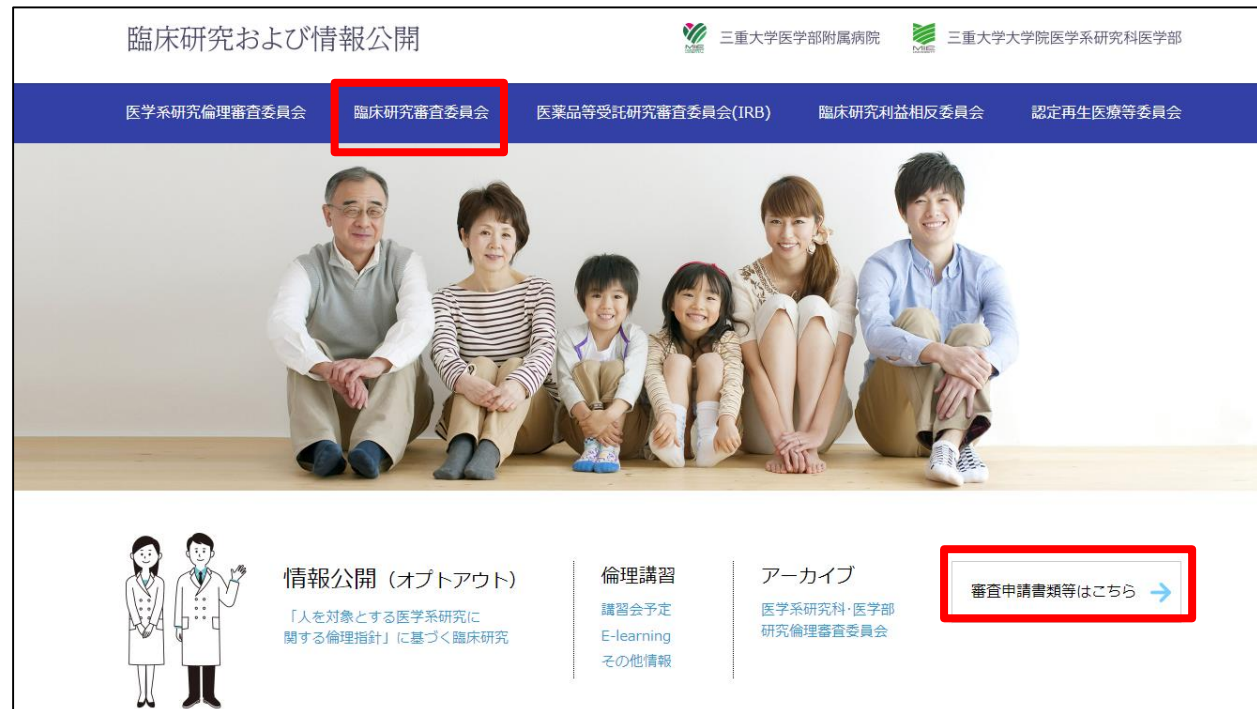 臨床研究および情報公開
三重大学医学部附属病院
三重大学大学院医学系研究科医学部
医学系研究倫理審査委員会
臨床研究審査委員会
医薬品等受託研究審査委員会(IRB)
臨床研究利益相反委員会
認定再生医療等委員会
情報公開（オプトアウト）
「人を対象とする医学系研究に
関する倫理指針」に基づく臨床研究
倫理講習
講習会予定
E-learning
その他情報
アーカイブ
医学系研究科・医学部
研究倫理審査委員会
審査申請書類等はこちら